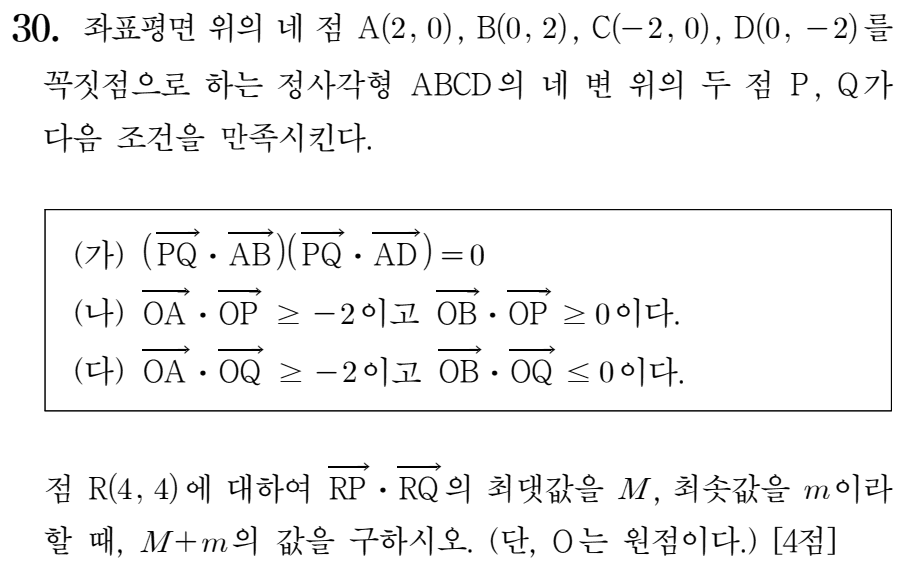 30. 좌표평면 위의 네 점 A(2, 0), B(0, 2), C(−2, 0), D(0, −2)를
꼭짓점으로 하는 정사각형 ABCD의 네 변 위의 두 점 P, Q가
다음 조건을 만족시킨다.
(가) (PQ⃗ · AB⃗)(PQ⃗ · AD⃗) = 0
(나) OA⃗ · OP⃗ ≥ −2이고 OB⃗ · OP⃗ ≥ 0이다.
(다) OA⃗ · OQ⃗ ≥ −2이고 OB⃗ · OQ⃗ ≤ 0이다.
점 R(4, 4)에 대하여 RP⃗ · RQ⃗의 최댓값을 M, 최솟값을 m이라
할 때, M+m의 값을 구하시오. (단, O는 원점이다.) [4점]